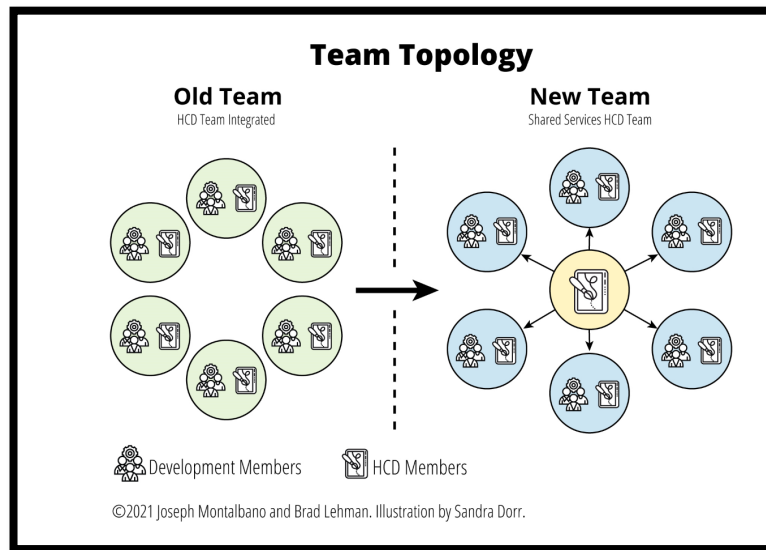 Team Topology
Old Team
HCD Team Integrated
New Team
Shared Services HCD Team
Development Members
HCD Members
©2021 Joseph Montalbano and Brad Lehman. Illustration by Sandra Dorr.